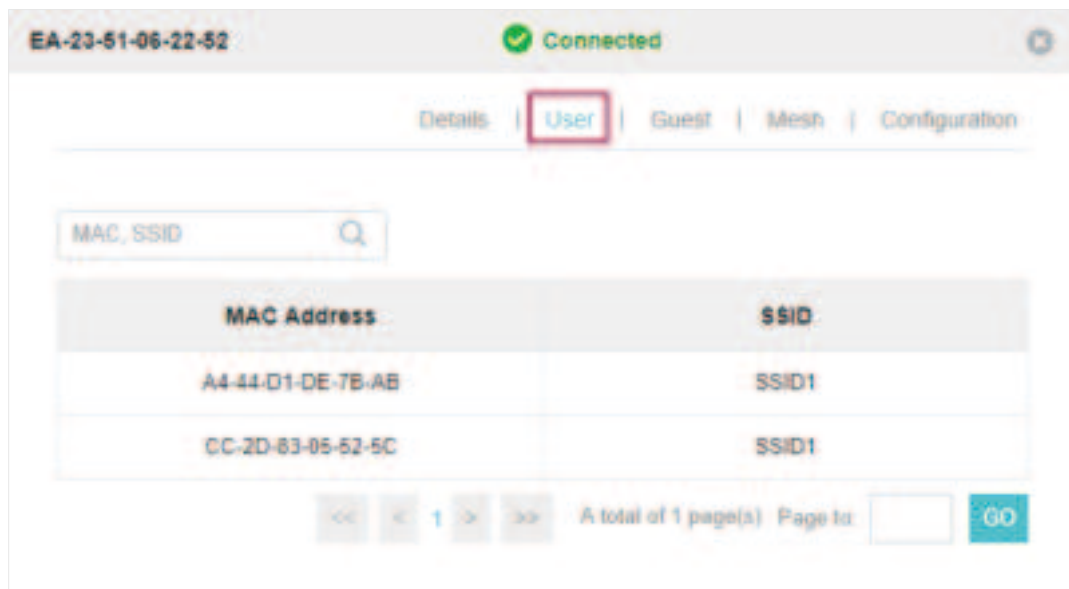 EA-23-51-06-22-52 Connected
Details | User | Guest | Mesh | Configuration
MAC, SSID
MAC Address SSID
A4-44-D1-DE-7B-AB SSID1
CC-2D-83-05-52-5C SSID1
<< < 1 > >> A total of 1 page(s) Page to: GO